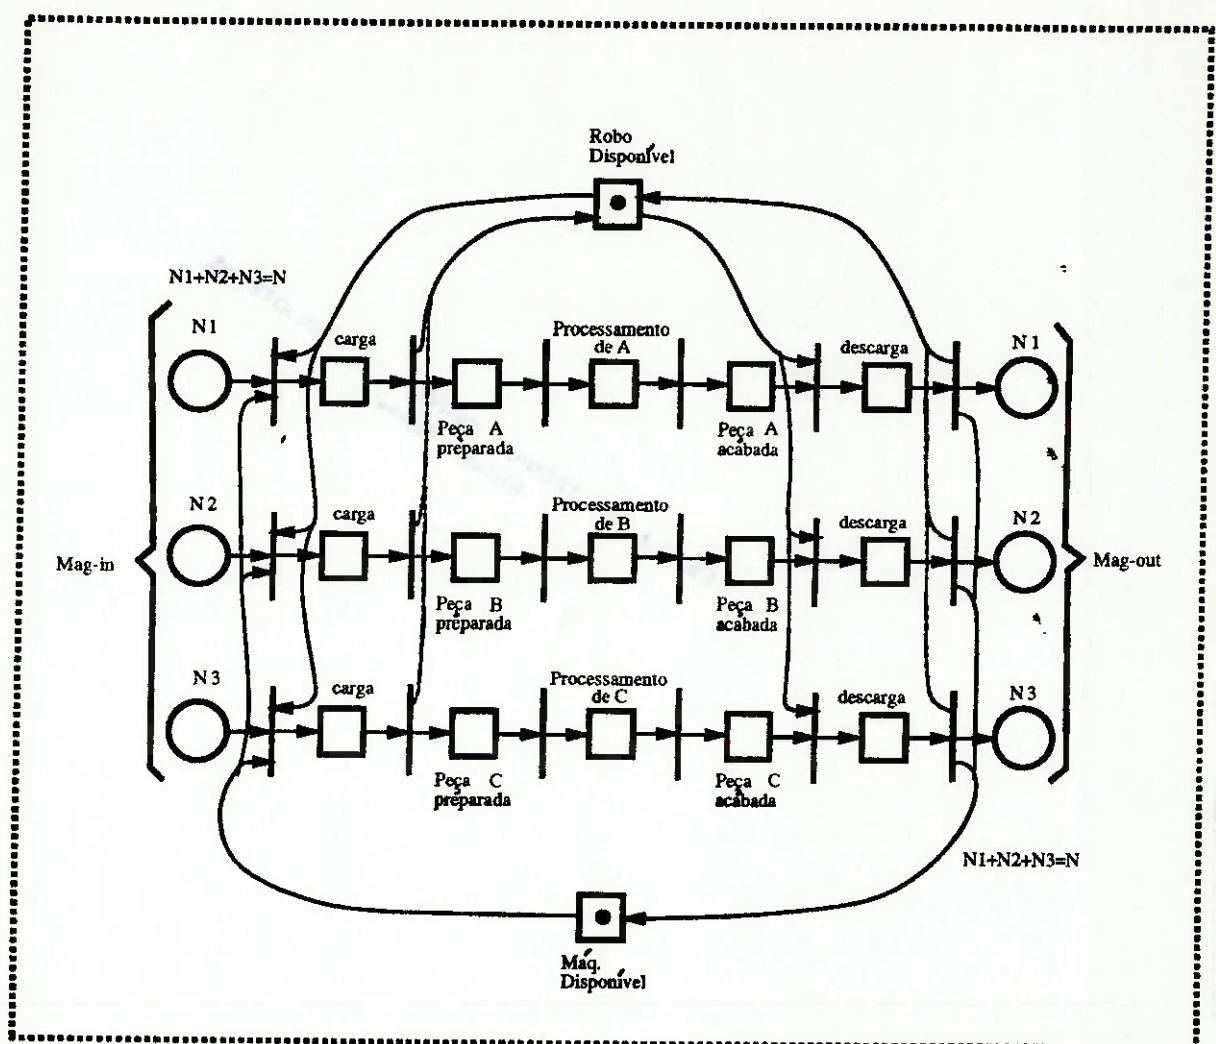 Robo
Disponível
N1+N2+N3=N
N1
carga
Processamento
de A
descarga
N1
Peça A
preparada
Peça A
acabada
N2
carga
Processamento
de B
descarga
N2
Mag-in
Mag-out
Peça B
preparada
Peça B
acabada
N3
carga
Processamento
de C
descarga
N3
Peça C
preparada
Peça C
acabada
N1+N2+N3=N
Máq.
Disponível